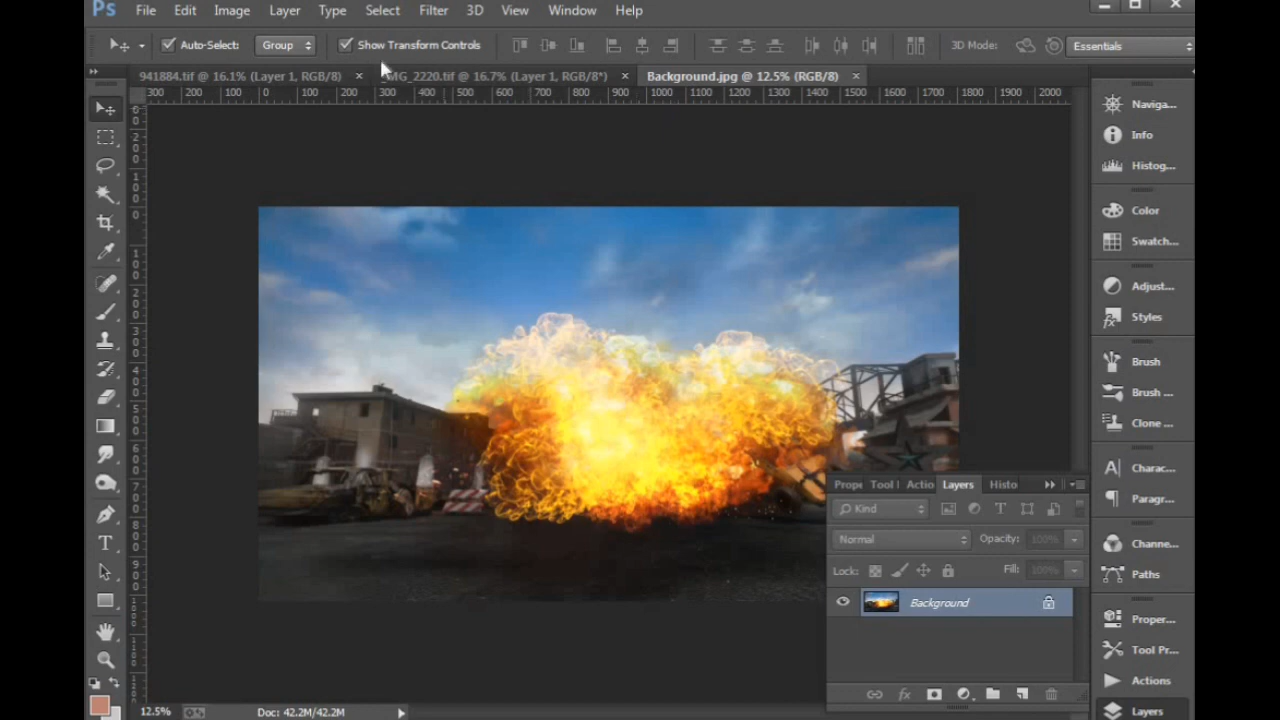 Ps File Edit Image Layer Type Select Filter 3D View Window Help
Auto-Select: Group Show Transform Controls 3D Mode: Essentials
941884.tif @ 16.1% (Layer 1, RGB/8) × MG_2220.tif @ 16.7% (Layer 1, RGB/8*) × Background.jpg @ 12.5% (RGB/8) ×
300 200 100 0 100 200 300 400 500 600 700 800 900 1000 1100 1200 1300 1400 1500 1600 1700 1800 1900 2000
Naviga...
Info
Histog...
Color
Swatch...
Adjust...
Styles
Brush
Brush ...
Clone ...
Charac...
Paragr...
Channe...
Paths
Proper...
Tool Pr...
Actions
Layers
Prope Tool I Actio Layers Histo
Kind
Normal Opacity: 100%
Lock: Fill: 100%
Background
12.5% Doc: 42.2M/42.2M